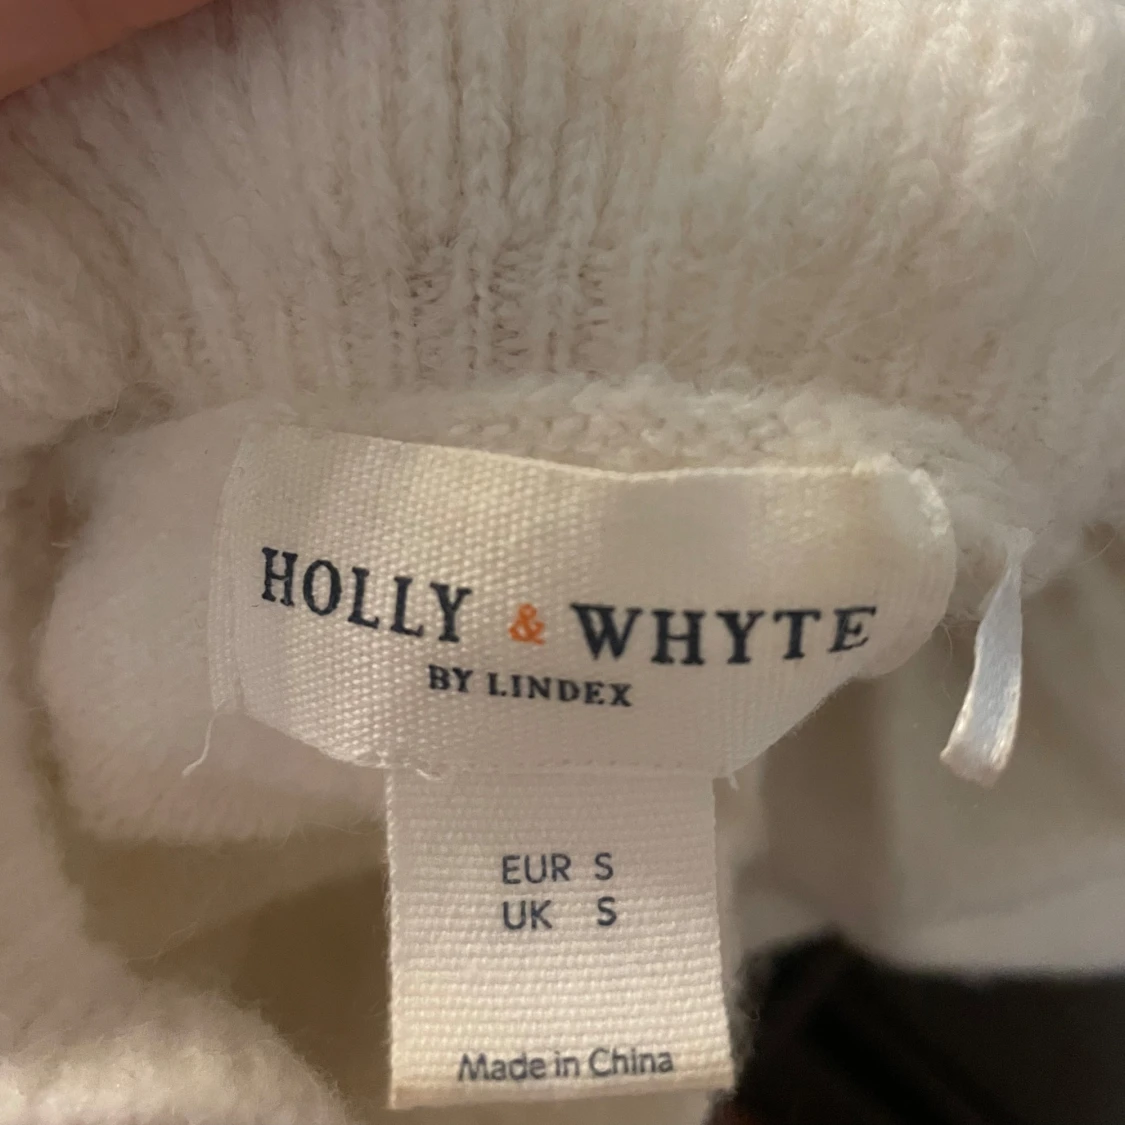 HOLLY & WHYTE
BY LINDEX
EUR S
UK S
Made in China